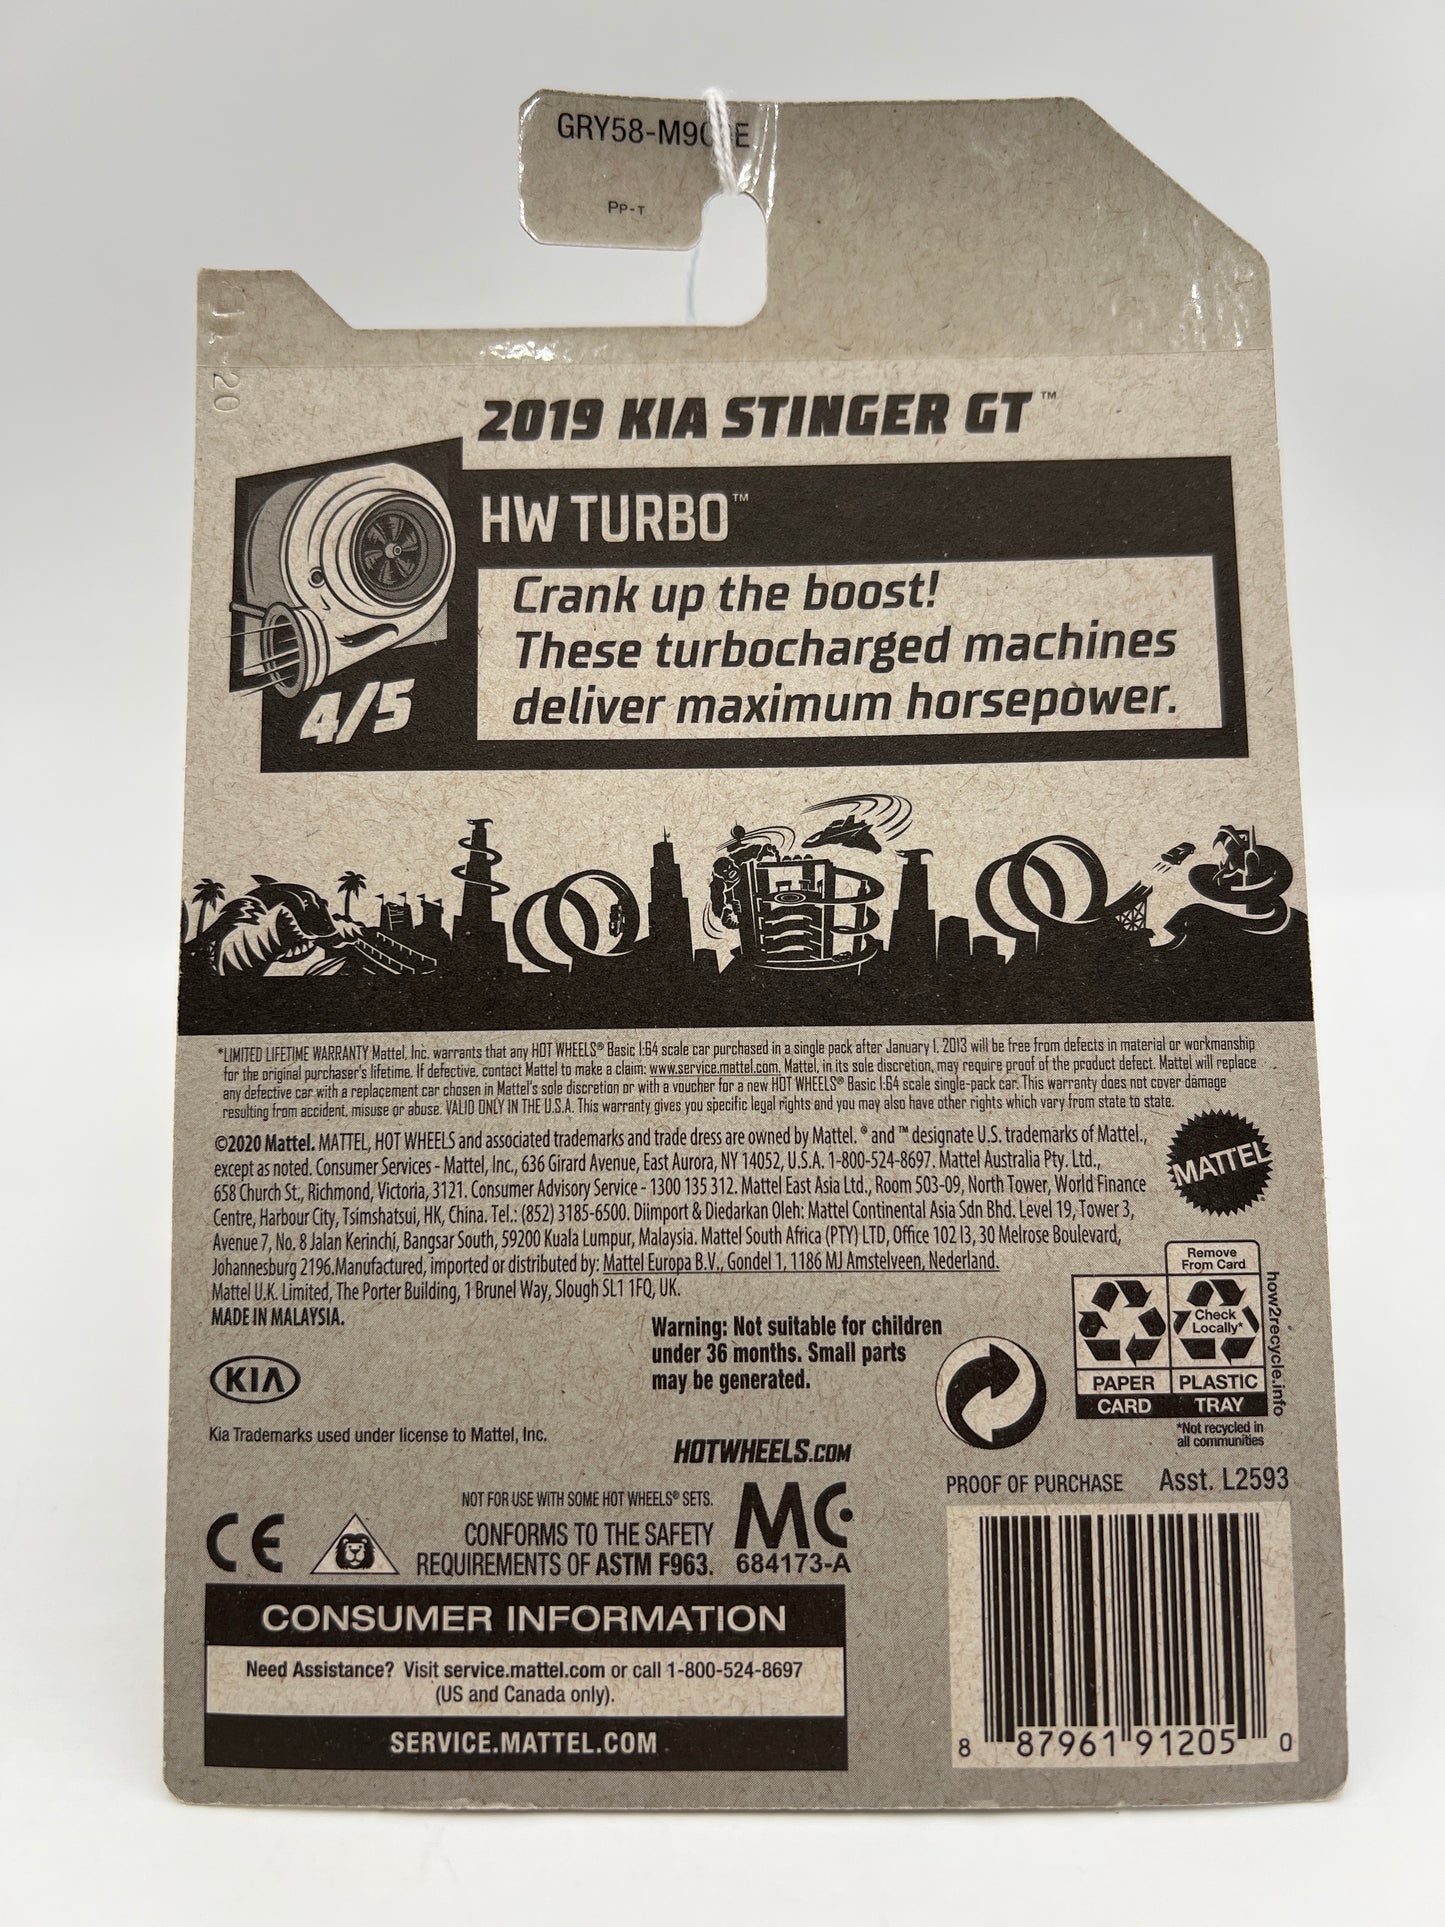 GRY58-M9
Pp-T
20
2019 KIA STINGER GT™
HW TURBO™
Crank up the boost!
These turbocharged machines
deliver maximum horsepower.
4/5
*LIMITED LIFETIME WARRANTY Mattel, Inc. warrants that any HOT WHEELS® Basic 1:64 scale car purchased in a single pack after January 1, 2013 will be free from defects in material or workmanship
for the original purchaser's lifetime. If defective, contact Mattel to make a claim: www.service.mattel.com. Mattel, in its sole discretion, may require proof of the product defect. Mattel will replace
any defective car with a replacement car chosen in Mattel's sole discretion or with a voucher for a new HOT WHEELS® Basic 1:64 scale single-pack car. This warranty does not cover damage
resulting from accident, misuse or abuse. VALID ONLY IN THE U.S.A. This warranty gives you specific legal rights and you may also have other rights which vary from state to state.
©2020 Mattel. MATTEL, HOT WHEELS and associated trademarks and trade dress are owned by Mattel. ® and ™ designate U.S. trademarks of Mattel.,
except as noted. Consumer Services - Mattel, Inc., 636 Girard Avenue, East Aurora, NY 14052, U.S.A. 1-800-524-8697. Mattel Australia Pty. Ltd.,
658 Church St., Richmond, Victoria, 3121. Consumer Advisory Service - 1300 135 312. Mattel East Asia Ltd., Room 503-09, North Tower, World Finance
Centre, Harbour City, Tsimshatsui, HK, China. Tel.: (852) 3185-6500. Diimport & Diedarkan Oleh: Mattel Continental Asia Sdn Bhd. Level 19, Tower 3,
Avenue 7, No. 8 Jalan Kerinchi, Bangsar South, 59200 Kuala Lumpur, Malaysia. Mattel South Africa (PTY) LTD, Office 102 I3, 30 Melrose Boulevard,
Johannesburg 2196.Manufactured, imported or distributed by: Mattel Europa B.V., Gondel 1, 1186 MJ Amstelveen, Nederland.
Mattel U.K. Limited, The Porter Building, 1 Brunel Way, Slough SL1 1FQ, UK.
MADE IN MALAYSIA.
MATTEL
Remove
From Card
Check
Locally*
PAPER
PLASTIC
CARD
TRAY
how2recycle.info
*Not recycled in
all communities
Warning: Not suitable for children
under 36 months. Small parts
may be generated.
KIA
Kia Trademarks used under license to Mattel, Inc.
HOTWHEELS.COM
NOT FOR USE WITH SOME HOT WHEELS® SETS.
CE
CONFORMS TO THE SAFETY
REQUIREMENTS OF ASTM F963.
MC
684173-A
PROOF OF PURCHASE Asst. L2593
CONSUMER INFORMATION
Need Assistance? Visit service.mattel.com or call 1-800-524-8697
(US and Canada only).
SERVICE.MATTEL.COM
8 87961 91205 0